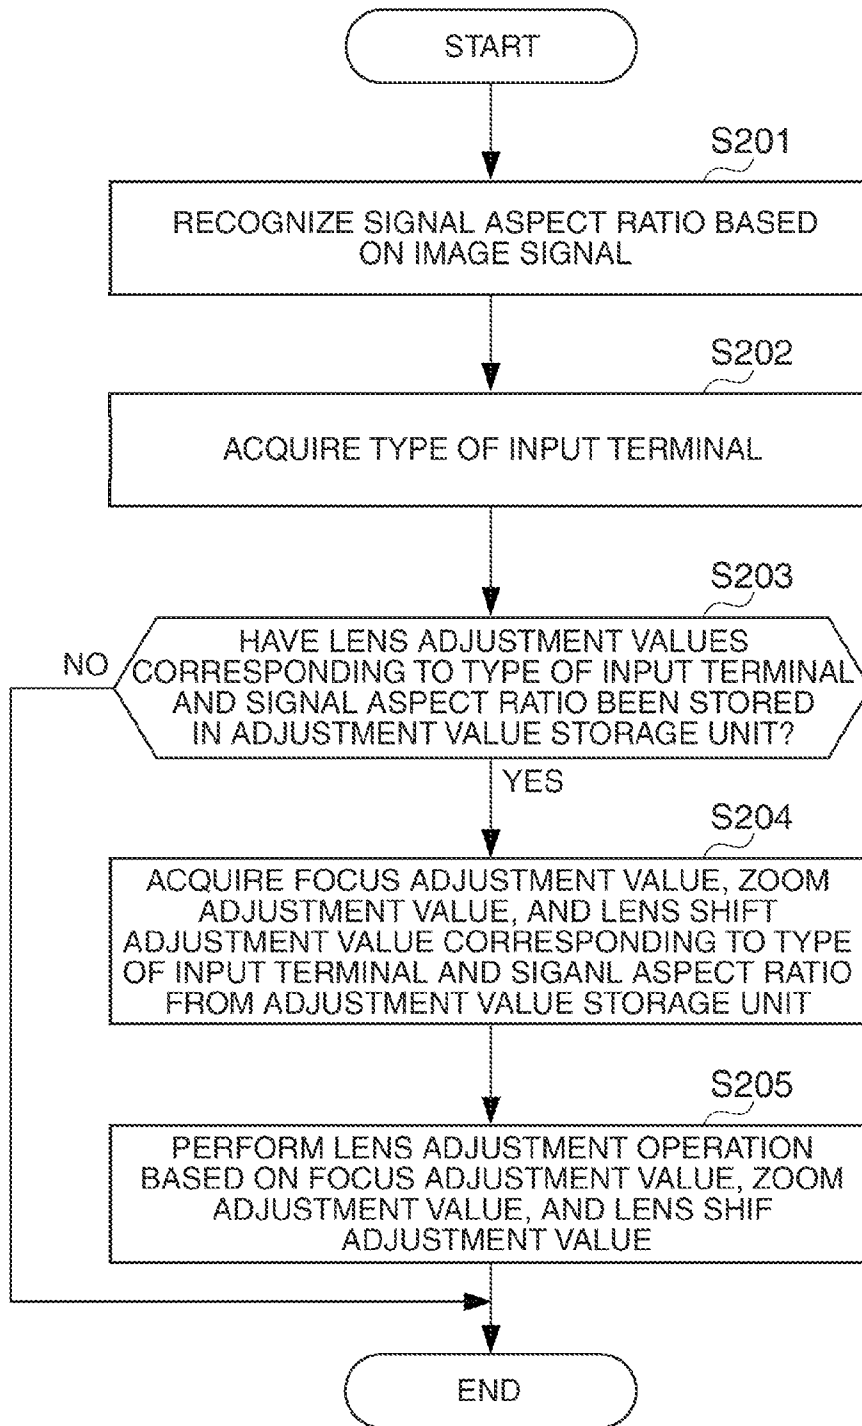 START
S201
RECOGNIZE SIGNAL ASPECT RATIO BASED
ON IMAGE SIGNAL
S202
ACQUIRE TYPE OF INPUT TERMINAL
S203
HAVE LENS ADJUSTMENT VALUES
NO
CORRESPONDING TO TYPE OF INPUT TERMINAL
AND SIGNAL ASPECT RATIO BEEN STORED
IN ADJUSTMENT VALUE STORAGE UNIT?
YES
S204
ACQUIRE FOCUS ADJUSTMENT VALUE, ZOOM
ADJUSTMENT VALUE, AND LENS SHIFT
ADJUSTMENT VALUE CORRESPONDING TO TYPE
OF INPUT TERMINAL AND SIGANL ASPECT RATIO
FROM ADJUSTMENT VALUE STORAGE UNIT
S205
PERFORM LENS ADJUSTMENT OPERATION
BASED ON FOCUS ADJUSTMENT VALUE, ZOOM
ADJUSTMENT VALUE, AND LENS SHIF
ADJUSTMENT VALUE
END